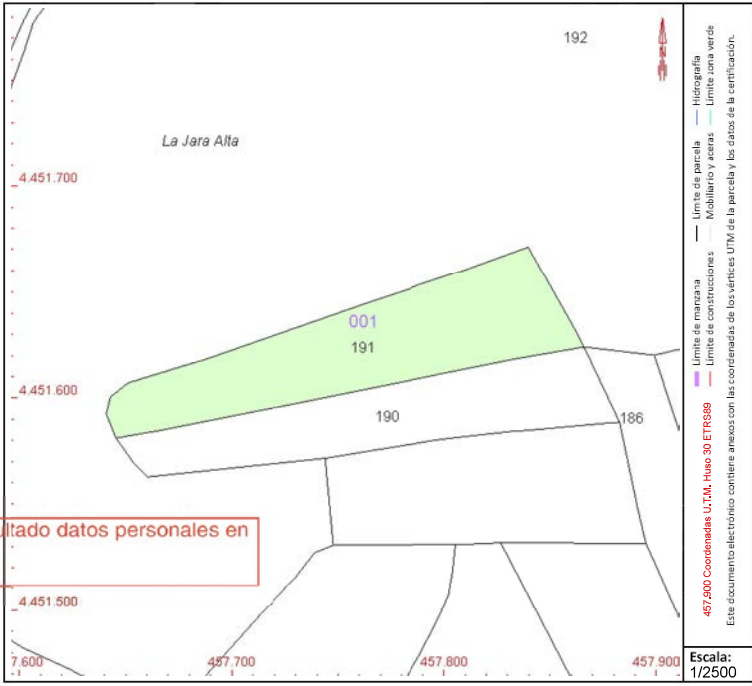 192
La Jara Alta
4.451.700
001
191
4.451.600
190
186
ultado datos personales en
4.451.500
7.600
457.700
457.800
457.900
Límite de manzana
Límite de parcela
Hidrografía
Límite de construcciones
Mobiliario y aceras
Límite zona verde
457,900 Coordenadas U.T.M. Huso 30 ETRS89
Este documento electrónico contiene anexos con las coordenadas de los vértices UTM de la parcela y los datos de la certificación.
Escala:
1/2500